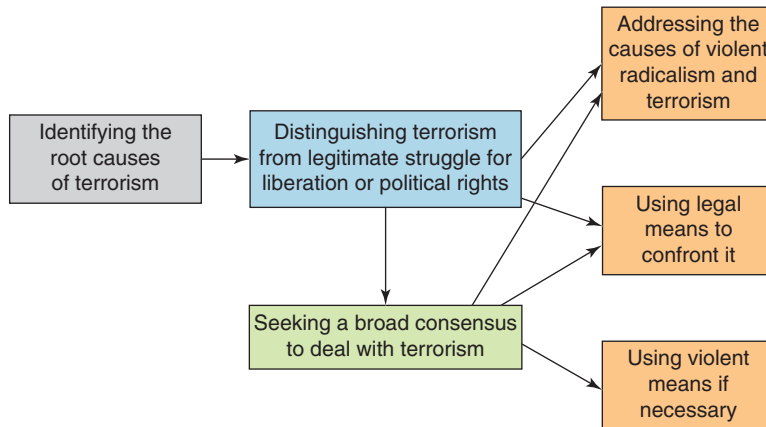 Identifying the
root causes
of terrorism
Distinguishing terrorism
from legitimate struggle for
liberation or political rights
Seeking a broad consensus
to deal with terrorism
Addressing the
causes of violent
radicalism and
terrorism
Using legal
means to
confront it
Using violent
means if
necessary